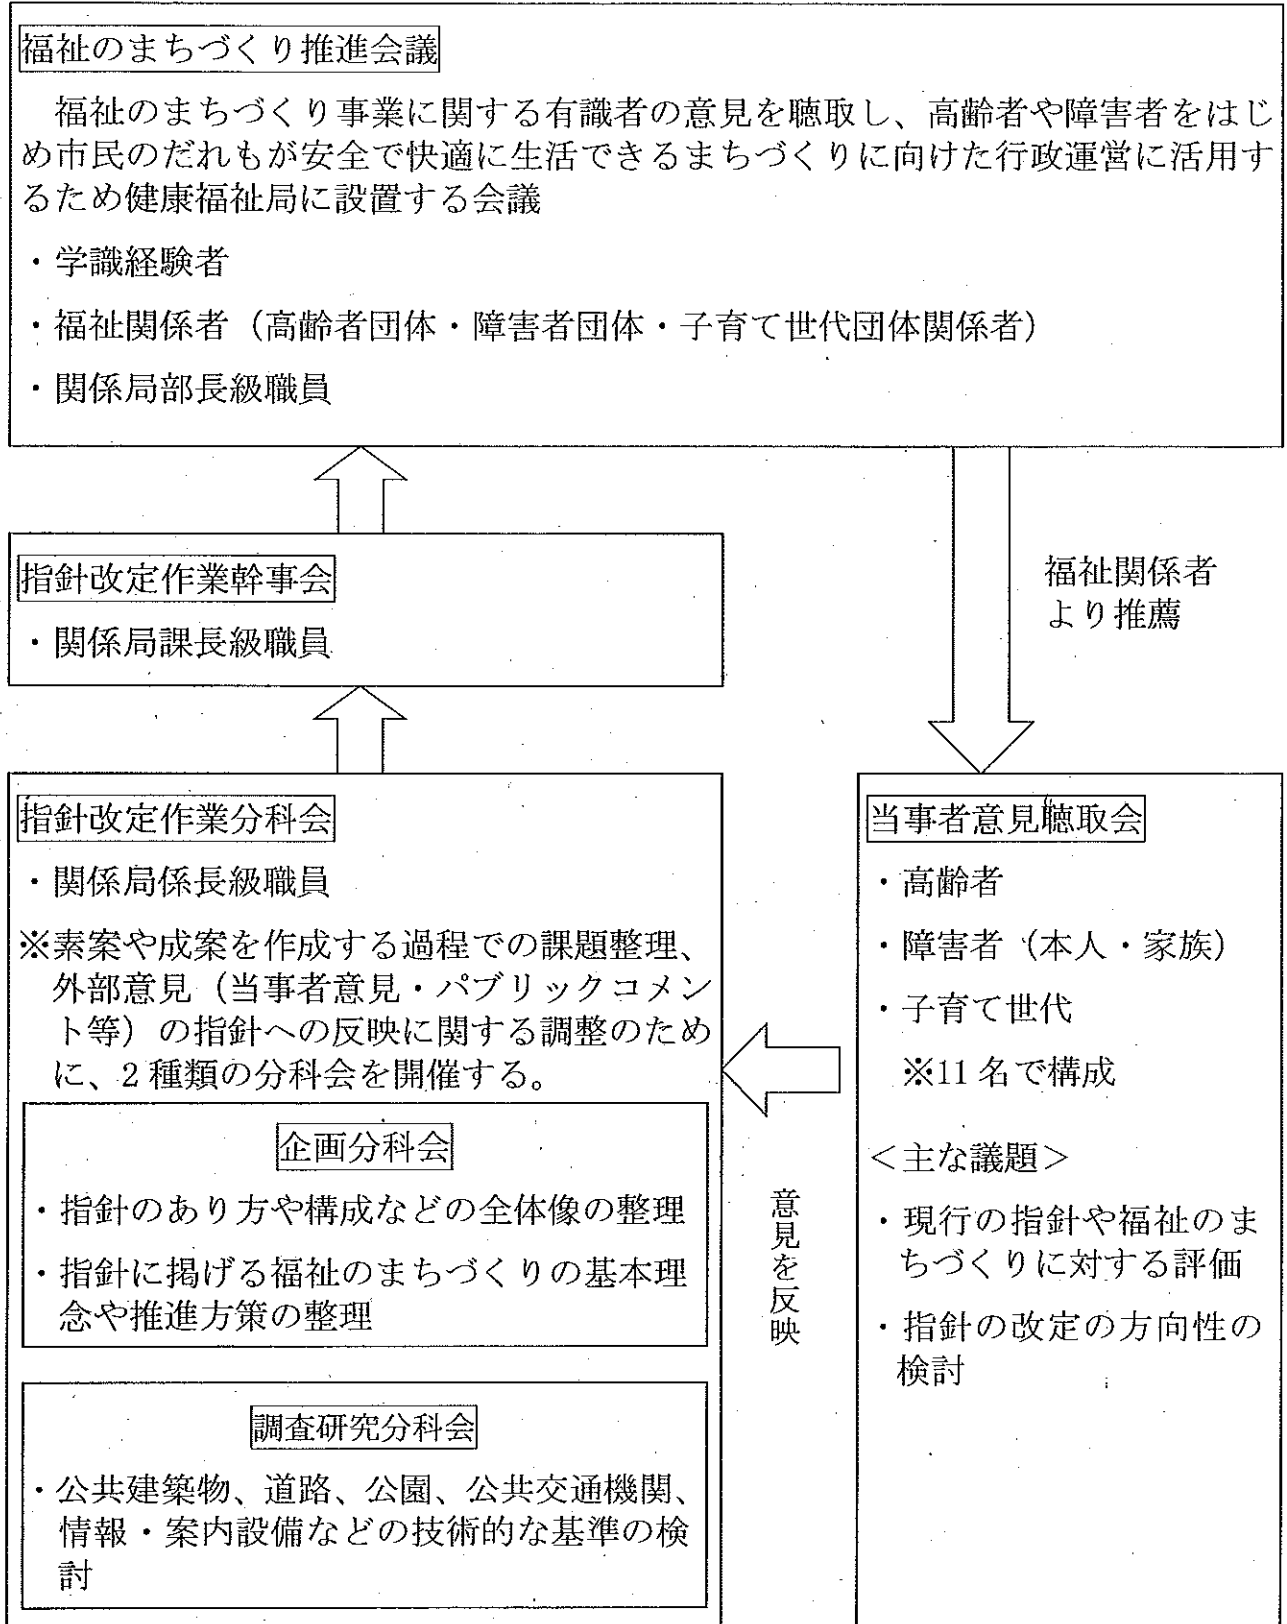 福祉のまちづくり推進会議
福祉のまちづくり事業に関する有識者の意見を聴取し、高齢者や障害者をはじ
め市民のだれもが安全で快適に生活できるまちづくりに向けた行政運営に活用す
るため健康福祉局に設置する会議
・学識経験者
・福祉関係者（高齢者団体・障害者団体・子育て世代団体関係者）
・関係局部長級職員
指針改定作業幹事会
・関係局課長級職員
福祉関係者
より推薦
指針改定作業分科会
・関係局係長級職員
※素案や成案を作成する過程での課題整理、
外部意見（当事者意見・パブリックコメン
ト等）の指針への反映に関する調整のため
に、2種類の分科会を開催する。
企画分科会
・指針のあり方や構成などの全体像の整理
・指針に掲げる福祉のまちづくりの基本理
念や推進方策の整理
調査研究分科会
・公共建築物、道路、公園、公共交通機関、
情報・案内設備などの技術的な基準の検
討
意見を反映
当事者意見聴取会
・高齢者
・障害者（本人・家族）
・子育て世代
※11名で構成
＜主な議題＞
・現行の指針や福祉のま
ちづくりに対する評価
・指針の改定の方向性の
検討